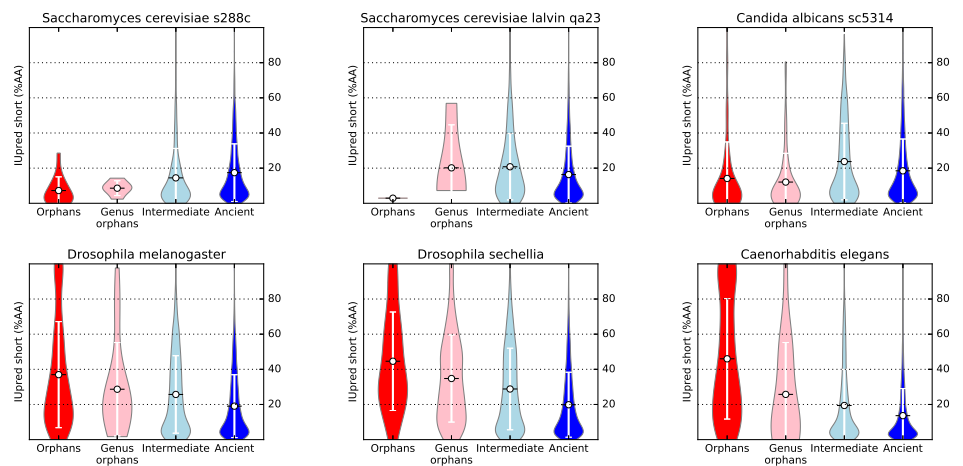 Saccharomyces cerevisiae s288c
IUpred short (%AA)
80
60
40
20
Orphans
Genus
orphans
Intermediate
Ancient
Saccharomyces cerevisiae lalvin qa23
IUpred short (%AA)
80
60
40
20
Orphans
Genus
orphans
Intermediate
Ancient
Candida albicans sc5314
IUpred short (%AA)
80
60
40
20
Orphans
Genus
orphans
Intermediate
Ancient
Drosophila melanogaster
IUpred short (%AA)
80
60
40
20
Orphans
Genus
orphans
Intermediate
Ancient
Drosophila sechellia
IUpred short (%AA)
80
60
40
20
Orphans
Genus
orphans
Intermediate
Ancient
Caenorhabditis elegans
IUpred short (%AA)
80
60
40
20
Orphans
Genus
orphans
Intermediate
Ancient